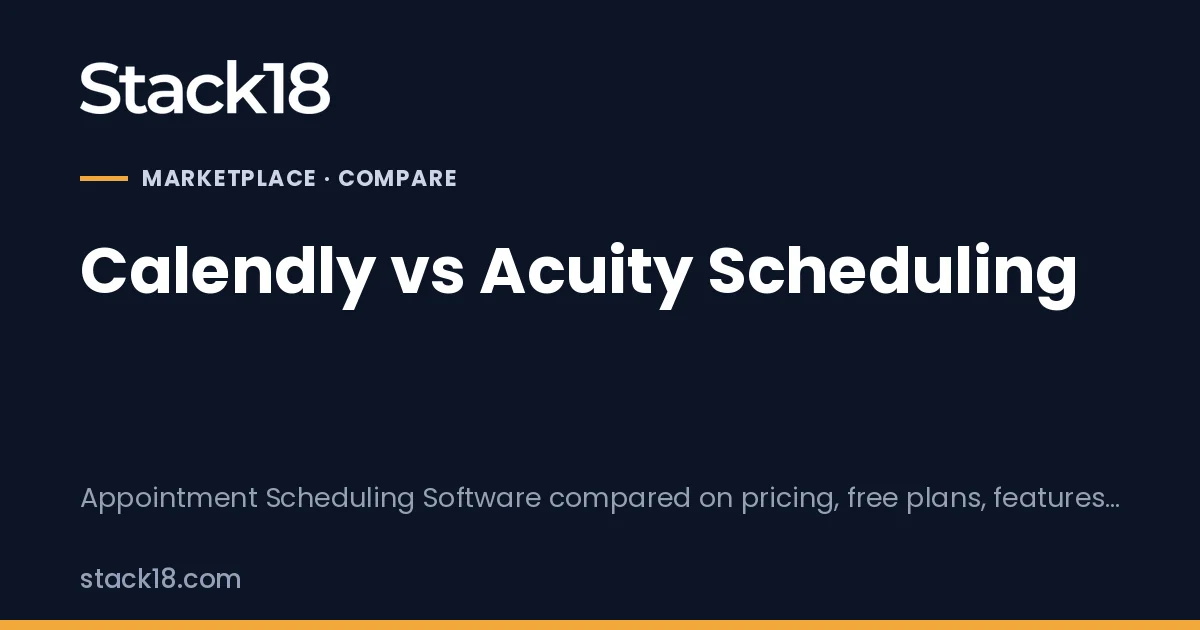 Stack18
MARKETPLACE · COMPARE
Calendly vs Acuity Scheduling
Appointment Scheduling Software compared on pricing, free plans, features...
stack18.com